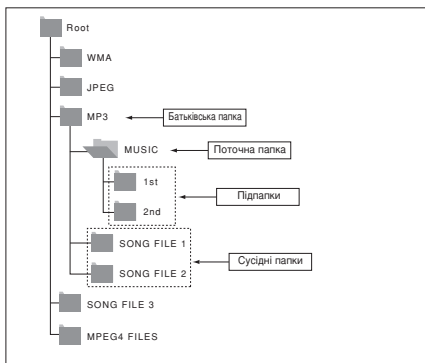 Root
WMA
JPEG
MP3
Батьківська папка
MUSIC
Поточна папка
1st
Підпапки
2nd
SONG FILE 1
Сусідні папки
SONG FILE 2
SONG FILE 3
MPEG4 FILES